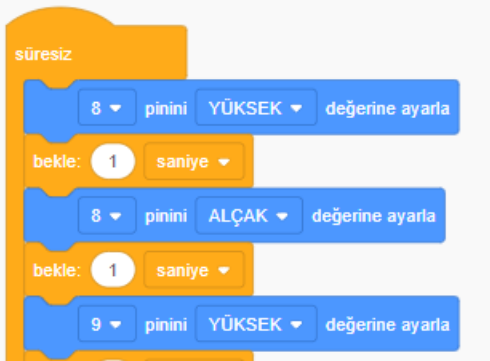 süresiz
8 pinini YÜKSEK değerine ayarla
bekle: 1 saniye
8 pinini ALÇAK değerine ayarla
bekle: 1 saniye
9 pinini YÜKSEK değerine ayarla